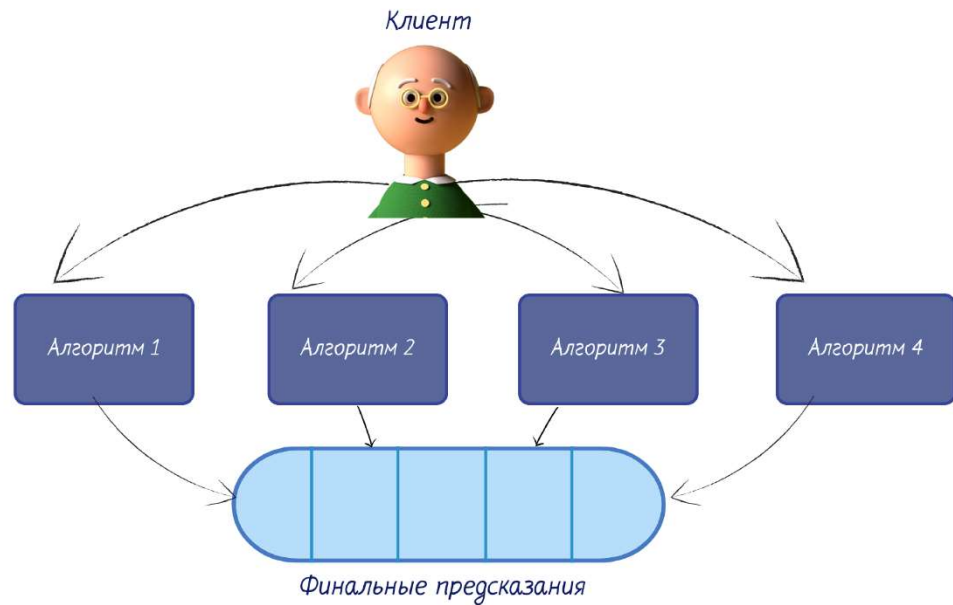 Клиент
Алгоритм 1
Алгоритм 2
Алгоритм 3
Алгоритм 4
Финальные предсказания